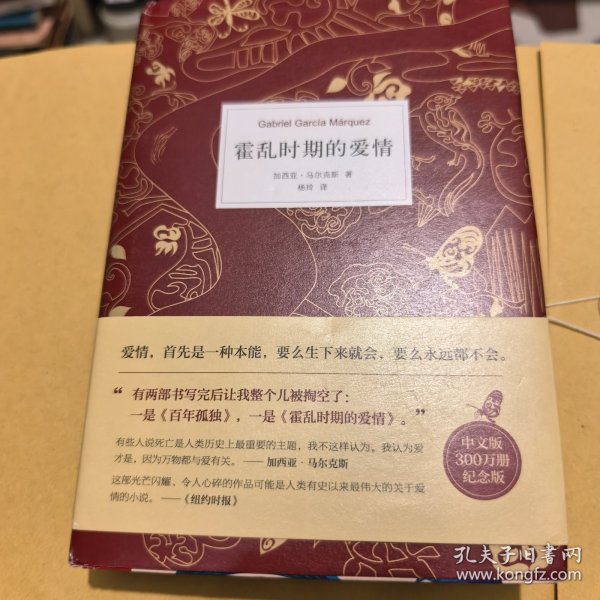 Gabriel García Márquez
霍乱时期的爱情
加西亚·马尔克斯 著
杨玲 译
爱情，首先是一种本能，要么生下来就会，要么永远都不会。
“ 有两部书写完后让我整个儿被掏空了：
一是《百年孤独》，一是《霍乱时期的爱情》。”
有些人说死亡是人类历史上最重要的主题，我不这样认为。我认为爱
才是，因为万物都与爱有关。——加西亚·马尔克斯
这部光芒闪耀、令人心碎的作品可能是人类有史以来最伟大的关于爱
情的小说。——《纽约时报》
中文版
300万册
纪念版
孔夫子旧书网
www.kongfz.com